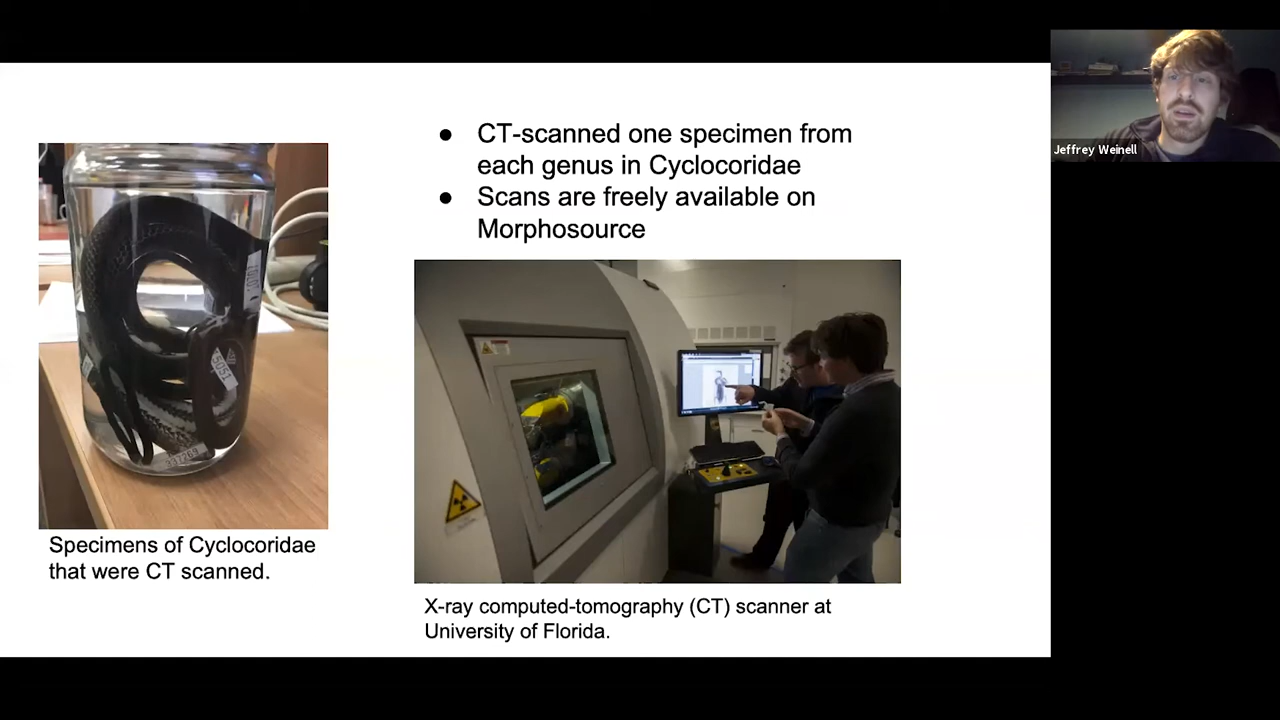 ● CT-scanned one specimen from
each genus in Cyclocoridae
● Scans are freely available on
Morphosource
Jeffrey Weinell
Specimens of Cyclocoridae
that were CT scanned.
X-ray computed-tomography (CT) scanner at
University of Florida.